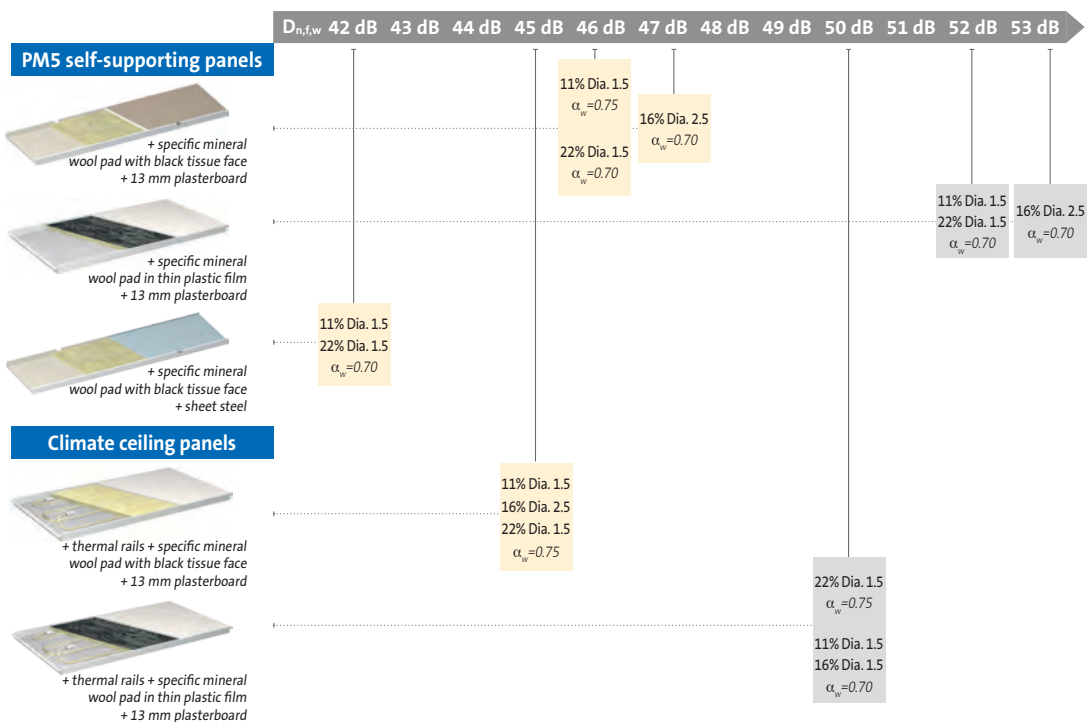 Dn,f,w 42 dB 43 dB 44 dB 45 dB 46 dB 47 dB 48 dB 49 dB 50 dB 51 dB 52 dB 53 dB
PM5 self-supporting panels
+ specific mineral
wool pad with black tissue face
+ 13 mm plasterboard
11% Dia. 1.5
αw=0.75
22% Dia. 1.5
αw=0.70
16% Dia. 2.5
αw=0.70
+ specific mineral
wool pad in thin plastic film
+ 13 mm plasterboard
11% Dia. 1.5
22% Dia. 1.5
αw=0.70
16% Dia. 2.5
αw=0.70
+ specific mineral
wool pad with black tissue face
+ sheet steel
11% Dia. 1.5
22% Dia. 1.5
αw=0.70
Climate ceiling panels
+ thermal rails + specific mineral
wool pad with black tissue face
+ 13 mm plasterboard
11% Dia. 1.5
16% Dia. 2.5
22% Dia. 1.5
αw=0.75
+ thermal rails + specific mineral
wool pad in thin plastic film
+ 13 mm plasterboard
22% Dia. 1.5
αw=0.75
11% Dia. 1.5
16% Dia. 1.5
αw=0.70